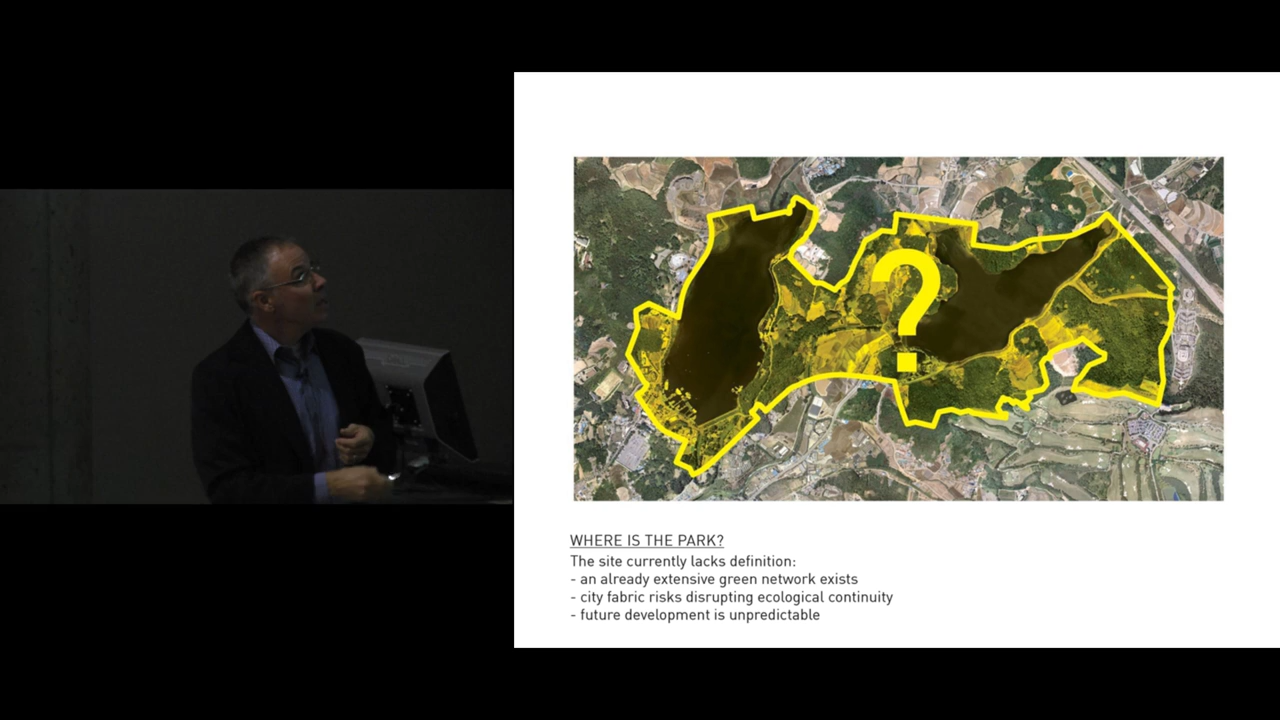 ?
WHERE IS THE PARK?
The site currently lacks definition:
- an already extensive green network exists
- city fabric risks disrupting ecological continuity
- future development is unpredictable